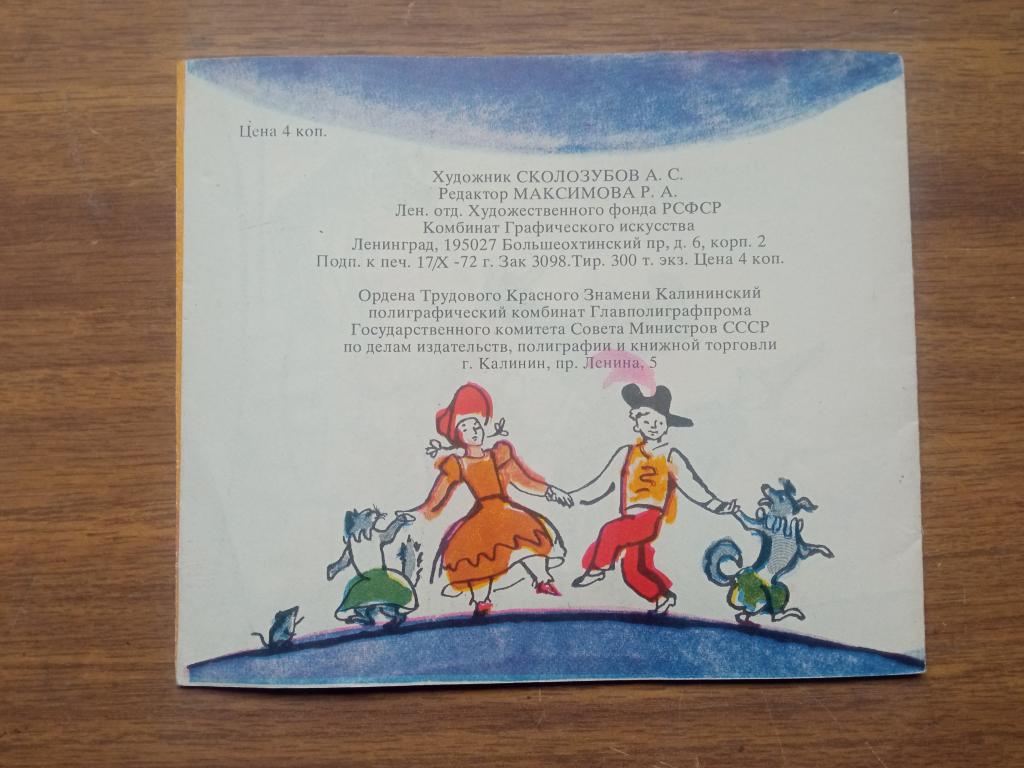 Цена 4 коп.
Художник СКОЛОЗУБОВ А. С.
Редактор МАКСИМОВА Р. А.
Лен. отд. Художественного фонда РСФСР
Комбинат Графического искусства
Ленинград, 195027 Большеохтинский пр, д. 6, корп. 2
Подп. к печ. 17/X -72 г. Зак 3098.Тир. 300 т. экз. Цена 4 коп.
Ордена Трудового Красного Знамени Калининский
полиграфический комбинат Главполиграфпрома
Государственного комитета Совета Министров СССР
по делам издательств, полиграфии и книжной торговли
г. Калинин, пр. Ленина, 5